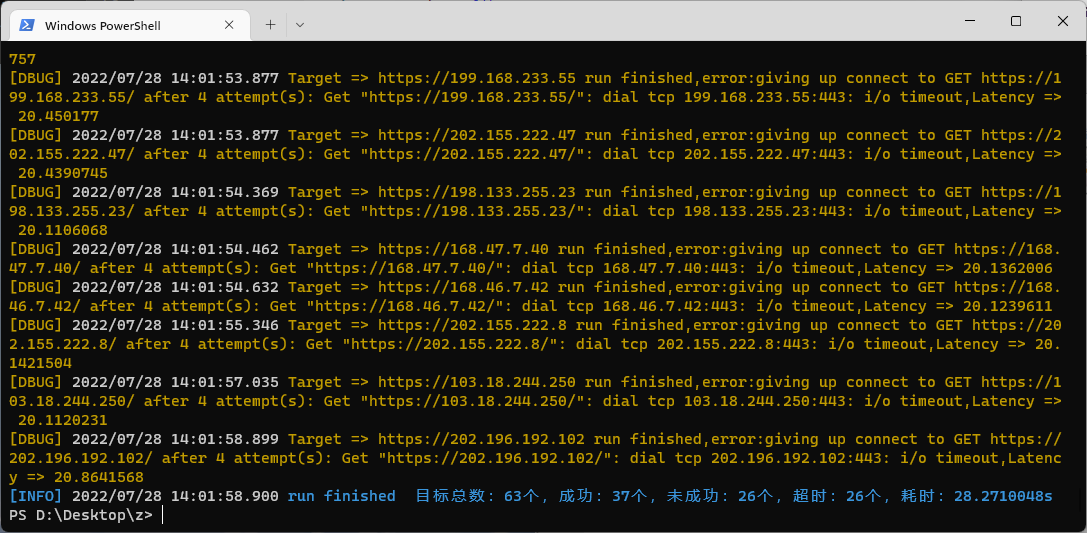 Windows PowerShell
757
[DBUG] 2022/07/28 14:01:53.877 Target => https://199.168.233.55 run finished,error:giving up connect to GET https://1
99.168.233.55/ after 4 attempt(s): Get "https://199.168.233.55/": dial tcp 199.168.233.55:443: i/o timeout,Latency =>
20.450177
[DBUG] 2022/07/28 14:01:53.877 Target => https://202.155.222.47 run finished,error:giving up connect to GET https://2
02.155.222.47/ after 4 attempt(s): Get "https://202.155.222.47/": dial tcp 202.155.222.47:443: i/o timeout,Latency =>
20.4390745
[DBUG] 2022/07/28 14:01:54.369 Target => https://198.133.255.23 run finished,error:giving up connect to GET https://1
98.133.255.23/ after 4 attempt(s): Get "https://198.133.255.23/": dial tcp 198.133.255.23:443: i/o timeout,Latency =>
20.1106068
[DBUG] 2022/07/28 14:01:54.462 Target => https://168.47.7.40 run finished,error:giving up connect to GET https://168.
47.7.40/ after 4 attempt(s): Get "https://168.47.7.40/": dial tcp 168.47.7.40:443: i/o timeout,Latency => 20.1362006
[DBUG] 2022/07/28 14:01:54.632 Target => https://168.46.7.42 run finished,error:giving up connect to GET https://168.
46.7.42/ after 4 attempt(s): Get "https://168.46.7.42/": dial tcp 168.46.7.42:443: i/o timeout,Latency => 20.1239611
[DBUG] 2022/07/28 14:01:55.346 Target => https://202.155.222.8 run finished,error:giving up connect to GET https://20
2.155.222.8/ after 4 attempt(s): Get "https://202.155.222.8/": dial tcp 202.155.222.8:443: i/o timeout,Latency => 20.
1421504
[DBUG] 2022/07/28 14:01:57.035 Target => https://103.18.244.250 run finished,error:giving up connect to GET https://1
03.18.244.250/ after 4 attempt(s): Get "https://103.18.244.250/": dial tcp 103.18.244.250:443: i/o timeout,Latency =>
20.1120231
[DBUG] 2022/07/28 14:01:58.899 Target => https://202.196.192.102 run finished,error:giving up connect to GET https://
202.196.192.102/ after 4 attempt(s): Get "https://202.196.192.102/": dial tcp 202.196.192.102:443: i/o timeout,Latenc
y => 20.8641568
[INFO] 2022/07/28 14:01:58.900 run finished 目标总数: 63个, 成功: 37个, 未成功: 26个, 超时: 26个, 耗时: 28.2710048s
PS D:\Desktop\z>